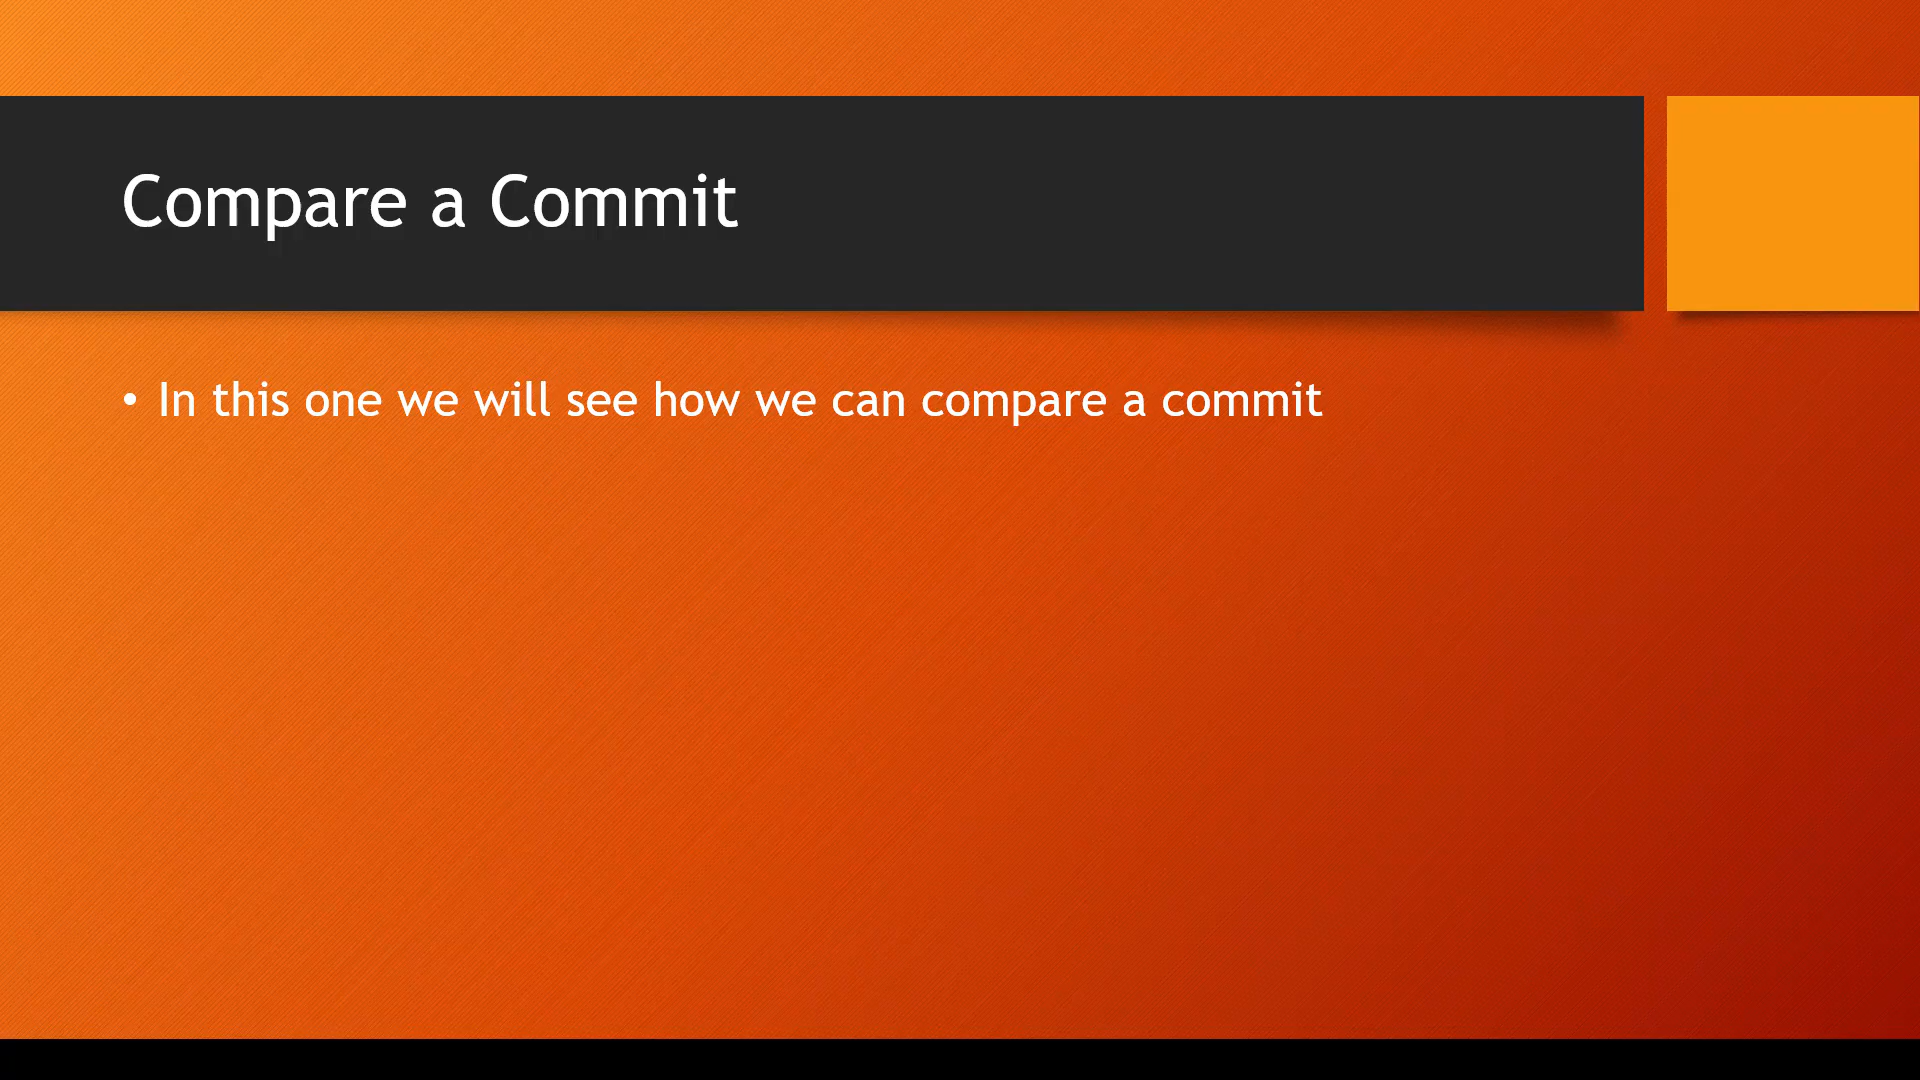 Compare a Commit
• In this one we will see how we can compare a commit